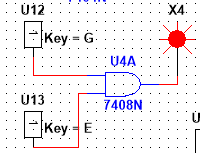 U12
X4
Key = G
U4A
7408N
U13
Key = E
U